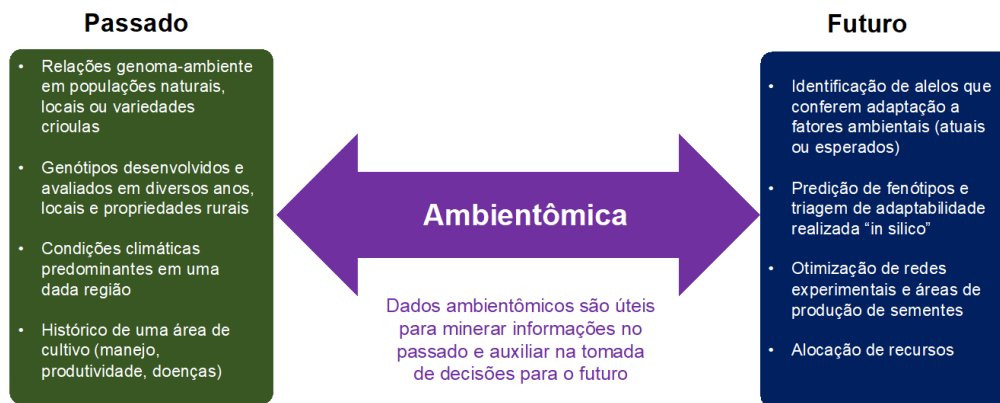 Passado
• Relações genoma-ambiente
em populações naturais,
locais ou variedades
crioulas
• Genótipos desenvolvidos e
avaliados em diversos anos,
locais e propriedades rurais
• Condições climáticas
predominantes em uma
dada região
• Histórico de uma área de
cultivo (manejo,
produtividade, doenças)
Ambientômica
Dados ambientômicos são úteis
para minerar informações no
passado e auxiliar na tomada
de decisões para o futuro
Futuro
• Identificação de alelos que
conferem adaptação a
fatores ambientais (atuais
ou esperados)
• Predição de fenótipos e
triagem de adaptabilidade
realizada “in silico”
• Otimização de redes
experimentais e áreas de
produção de sementes
• Alocação de recursos